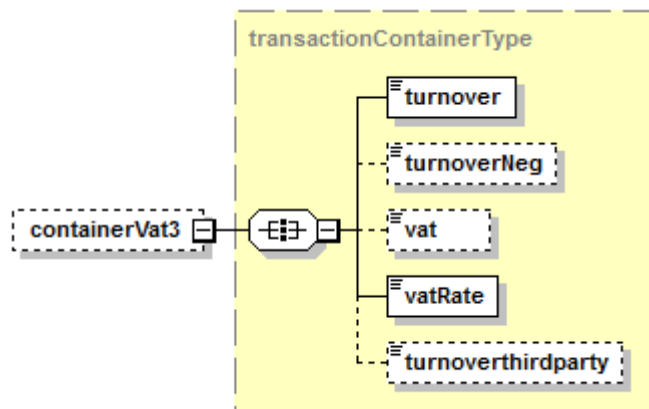 transactionContainerType
turnover
turnoverNeg
containerVat3
vat
vatRate
turnoverthirdparty